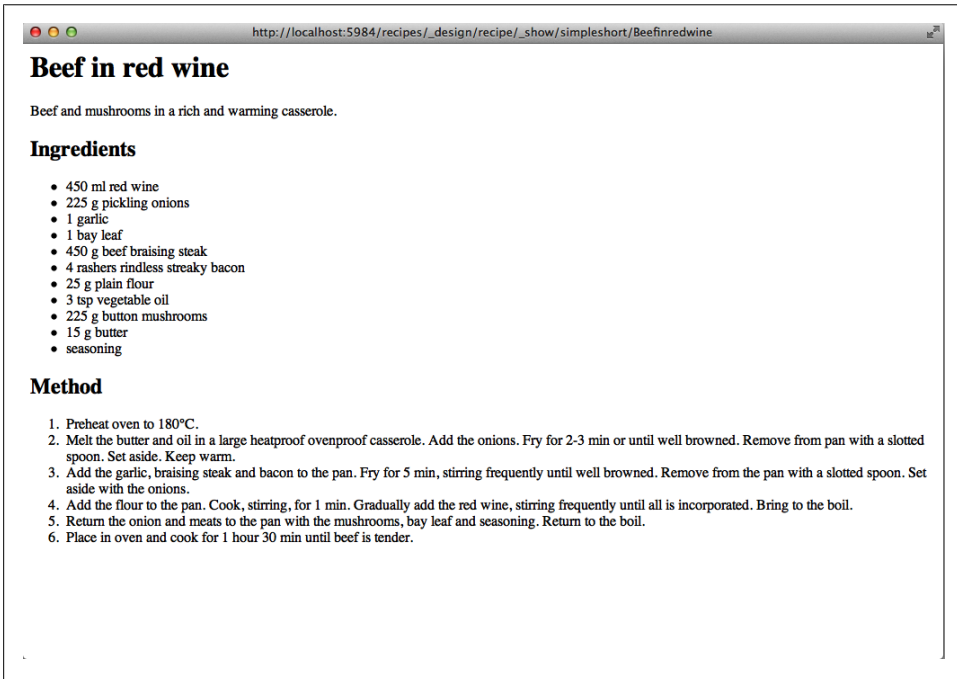 http://localhost:5984/recipes/_design/recipe/_show/simpleshort/Beefinredwine
Beef in red wine
Beef and mushrooms in a rich and warming casserole.
Ingredients
• 450 ml red wine
• 225 g pickling onions
• 1 garlic
• 1 bay leaf
• 450 g beef braising steak
• 4 rashers rindless streaky bacon
• 25 g plain flour
• 3 tsp vegetable oil
• 225 g button mushrooms
• 15 g butter
• seasoning
Method
1. Preheat oven to 180°C.
2. Melt the butter and oil in a large heatproof ovenproof casserole. Add the onions. Fry for 2-3 min or until well browned. Remove from pan with a slotted
spoon. Set aside. Keep warm.
3. Add the garlic, braising steak and bacon to the pan. Fry for 5 min, stirring frequently until well browned. Remove from the pan with a slotted spoon. Set
aside with the onions.
4. Add the flour to the pan. Cook, stirring, for 1 min. Gradually add the red wine, stirring frequently until all is incorporated. Bring to the boil.
5. Return the onion and meats to the pan with the mushrooms, bay leaf and seasoning. Return to the boil.
6. Place in oven and cook for 1 hour 30 min until beef is tender.